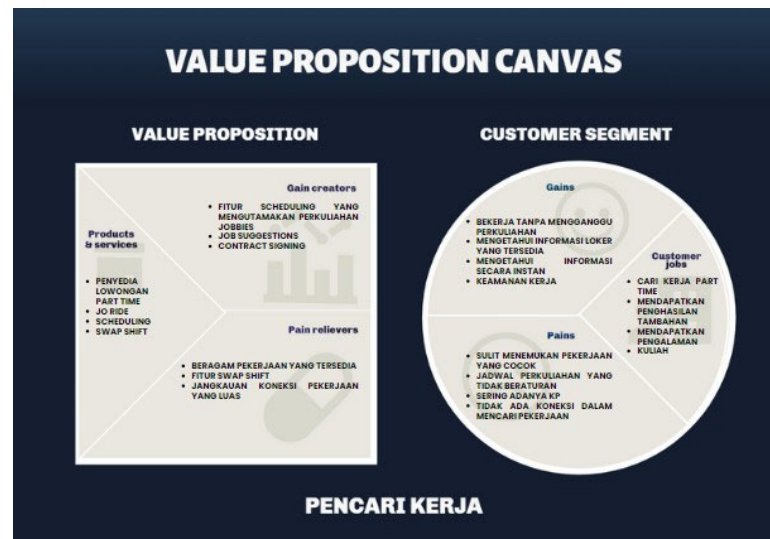 VALUE PROPOSITION CANVAS
VALUE PROPOSITION
Gain creators
• FITUR SCHEDULING YANG
MENGUTAMAKAN PERKULIAHAN
JOBBIES
• JOB SUGGESTIONS
• CONTRACT SIGNING
Products
& services
• PENYEDIA
LOWONGAN
PART TIME
• JO RIDE
• SCHEDULING
• SWAP SHIFT
Pain relievers
• BERAGAM PEKERJAAN YANG TERSEDIA
• FITUR SWAP SHIFT
• JANGKAUAN KONEKSI PEKERJAAN
YANG LUAS
CUSTOMER SEGMENT
Gains
• BEKERJA TANPA MENGGANGGU
PERKULIAHAN
• MENGETAHUI INFORMASI LOKER
YANG TERSEDIA
• MENGETAHUI INFORMASI
SECARA INSTAN
• KEAMANAN KERJA
Customer
jobs
• CARI KERJA PART
TIME
• MENDAPATKAN
PENGHASILAN
TAMBAHAN
• MENDAPATKAN
PENGALAMAN
• KULIAH
Pains
• SULIT MENEMUKAN PEKERJAAN
YANG COCOK
• JADWAL PERKULIAHAN YANG
TIDAK BERATURAN
• SERING ADANYA KP
• TIDAK ADA KONEKSI DALAM
MENCARI PEKERJAAN
PENCARI KERJA